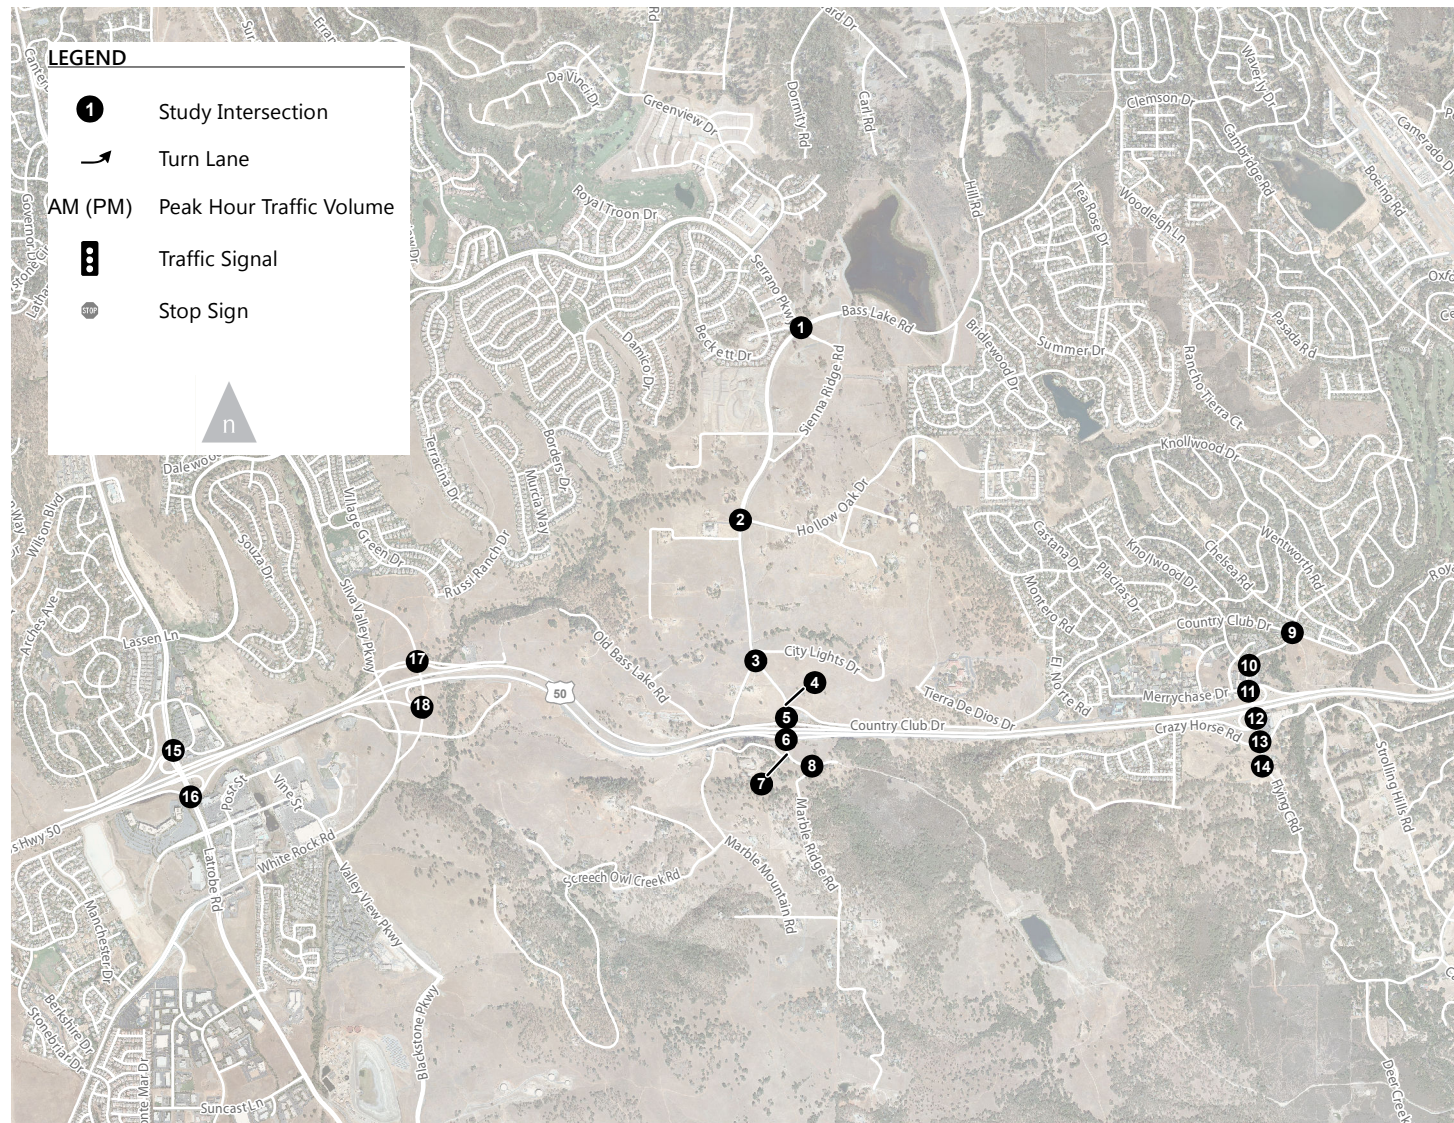 LEGEND
1 Study Intersection
Turn Lane
AM (PM) Peak Hour Traffic Volume
STOP Stop Sign
Traffic Signal
n
Da Vinci Dr
Greenview Dr
Dormity Rd
Carl Rd
Hill Rd
Clemson Dr
Waverly Dr
Cambridge Rd
Camerado Dr
Boeing Rd
Royal Troon Dr
Tea Rose Dr
Woodleigh Ln
Serrano Pkwy
Bass Lake Rd
Beckett Dr
Damico Dr
Sienna Ridge Rd
Bridlewood Dr
Summer Dr
Pasada Rd
Rancho Tierra Ct
Knollwood Dr
Terracina Dr
Borders Dr
Murcia Way
Village Green Dr
Russi Ranch Dr
Souza Dr
Silva Valley Pkwy
Wilson Blvd
Arches Ave
Lassen Ln
Hollow Oak Dr
Castana Dr
Placitas Dr
Knollwood Dr
Chelsea Rd
Wentworth Rd
Montero Rd
El Norte Rd
Country Club Dr
Merrychase Dr
Crazy Horse Rd
City Lights Dr
Tierra De Dios Dr
Old Bass Lake Rd
50
Country Club Dr
1
2
3
4
5
6
7
8
9
10
11
12
13
14
15
16
17
18
s Hwy 50
Post St
Vine St
White Rock Rd
Latrobe Rd
Valley View Pkwy
Blackstone Pkwy
Manchester Dr
Berkshire Dr
Stonebriar Dr
Suncast Ln
Screech Owl Creek Rd
Marble Mountain Rd
Marble Ridge Rd
Flying C Rd
Strolling Hills Rd
Deer Creek